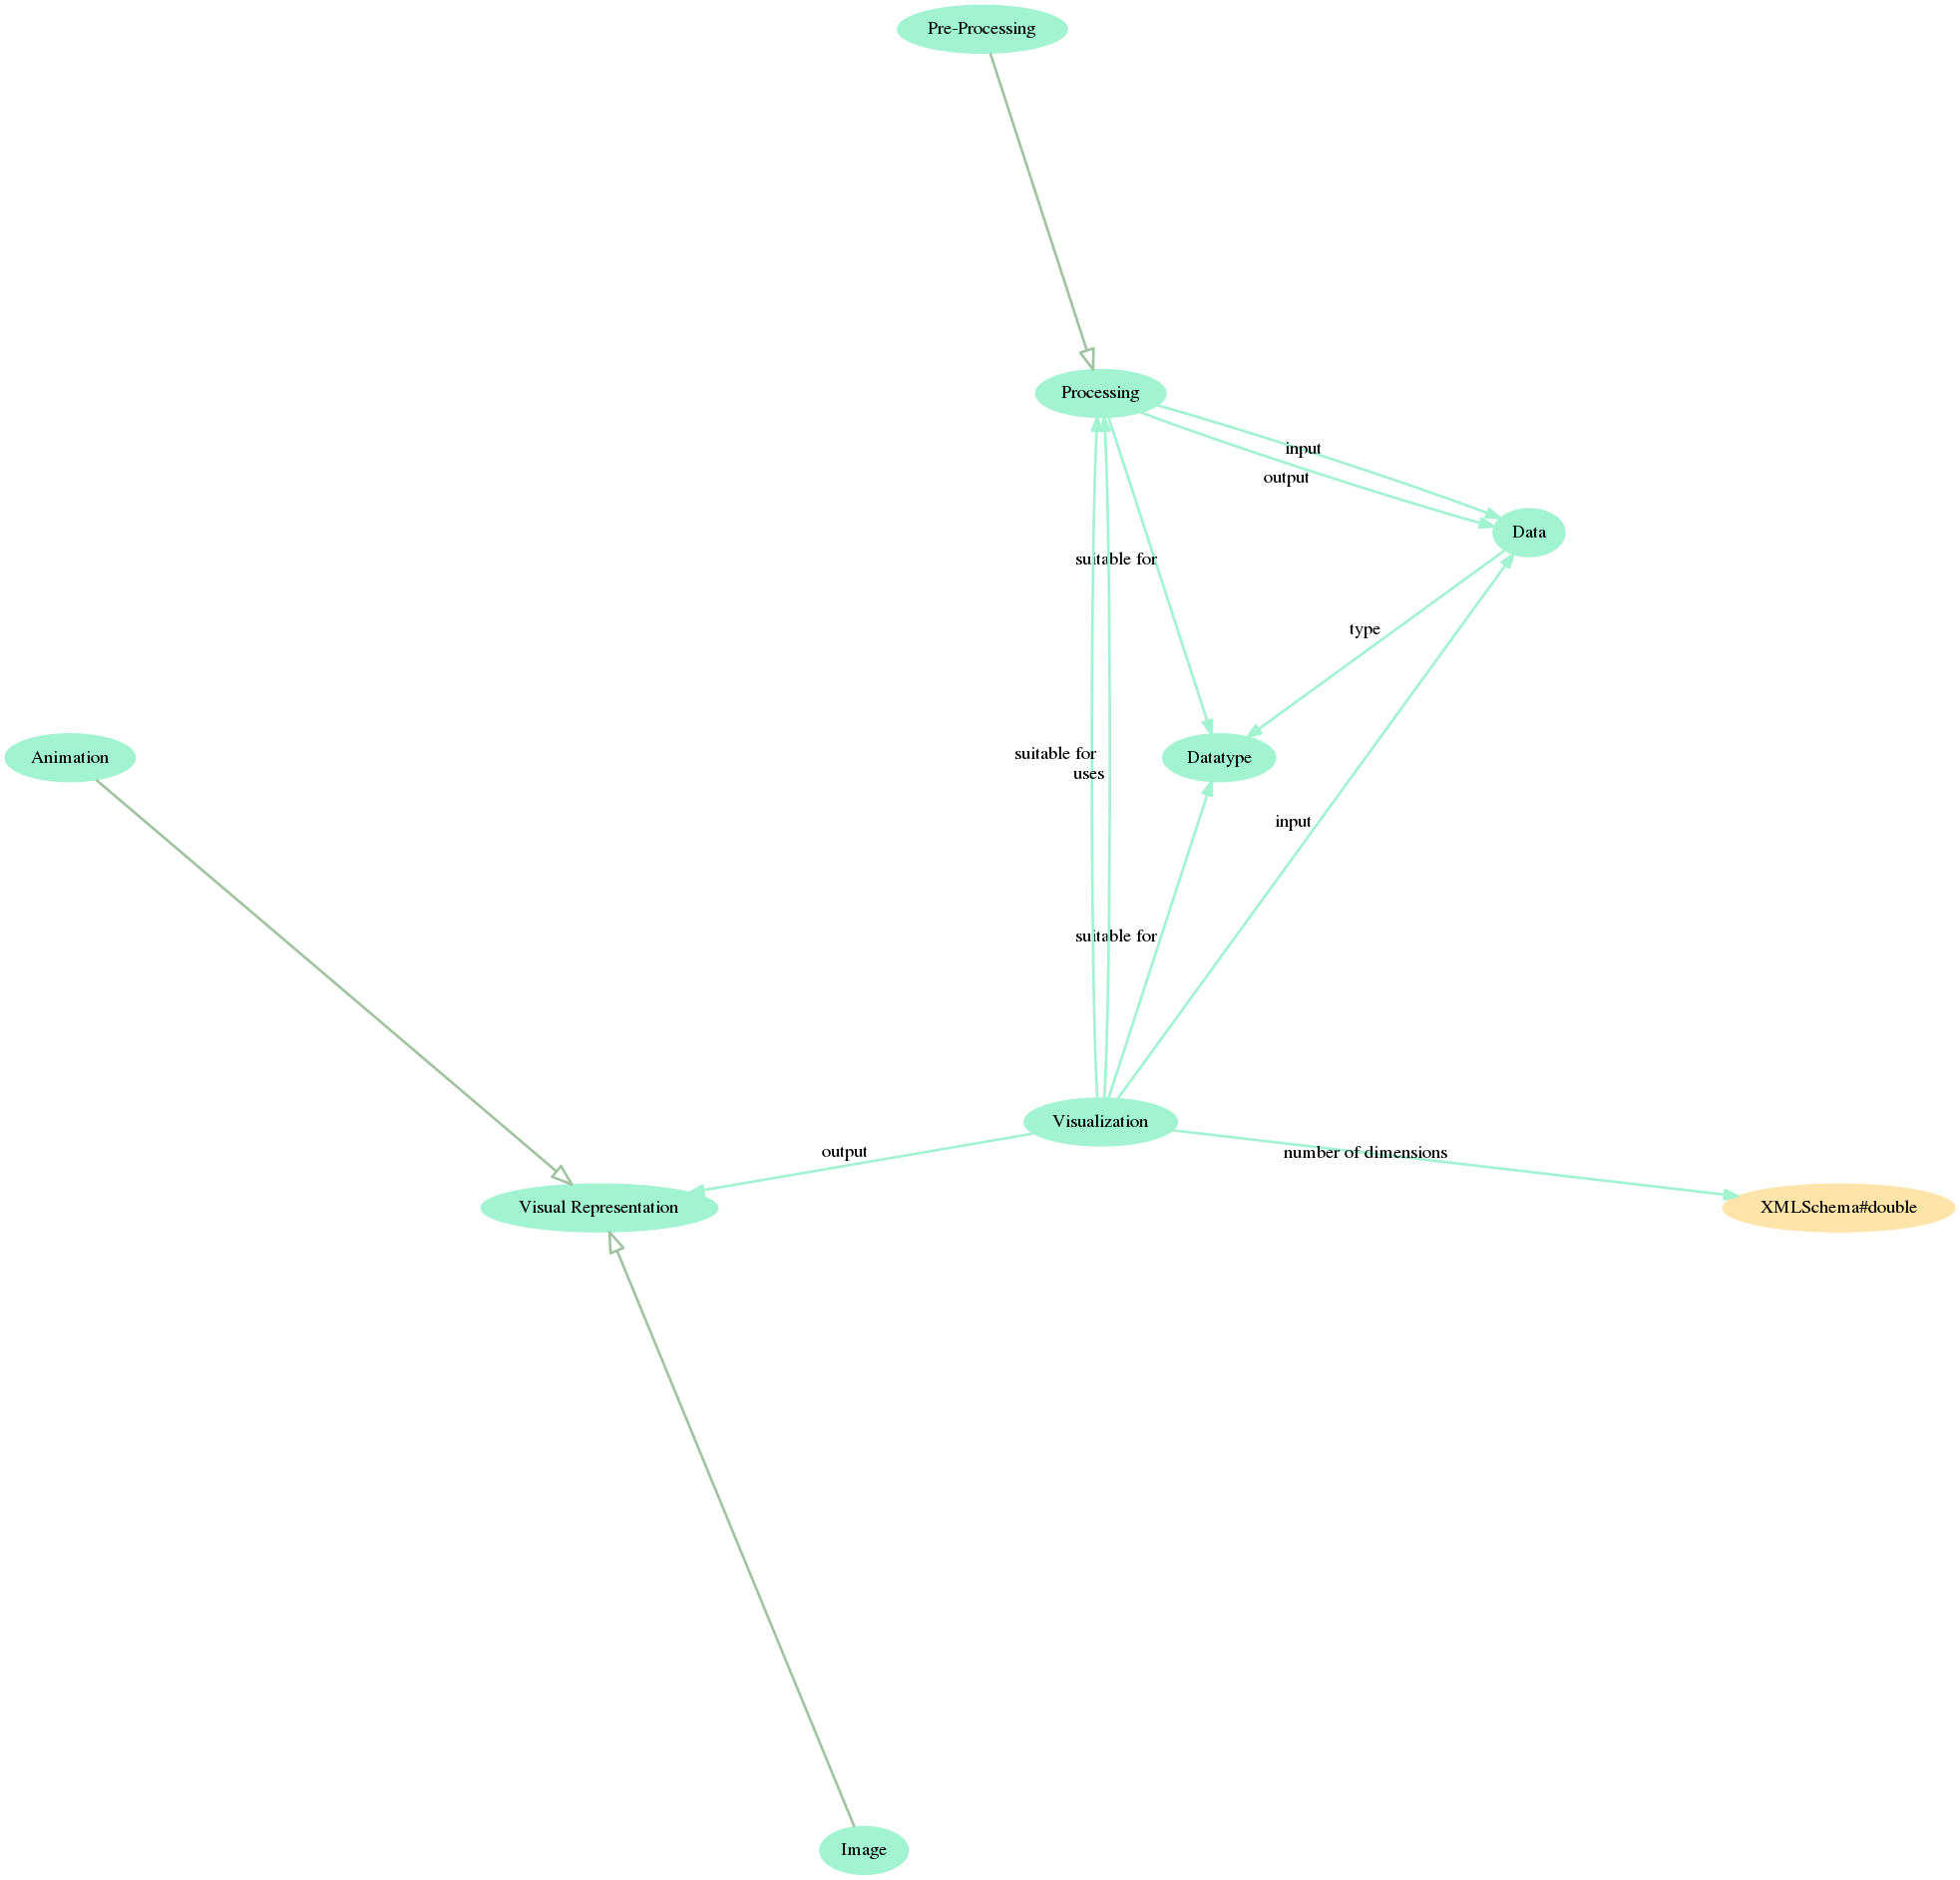 Pre-Processing
Processing
input
output
Data
suitable for
type
suitable for
uses
Animation
Datatype
input
suitable for
Visualization
output
number of dimensions
Visual Representation
XMLSchema#double
Image